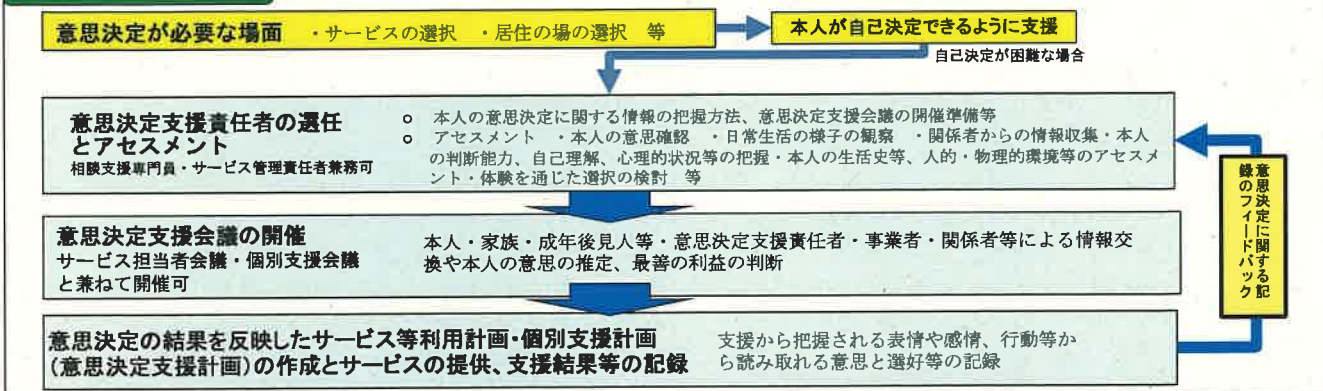 意思決定が必要な場面 ・サービスの選択 ・居住の場の選択 等
本人が自己決定できるように支援
自己決定が困難な場合
意思決定支援責任者の選任
とアセスメント
相談支援専門員・サービス管理責任者兼務可
○ 本人の意思決定に関する情報の把握方法、意思決定支援会議の開催準備等
○ アセスメント ・本人の意思確認 ・日常生活の様子の観察 ・関係者からの情報収集・本人
の判断能力、自己理解、心理的状況等の把握・本人の生活史等、人的・物理的環境等のアセスメ
ント・体験を通じた選択の検討 等
意思決定支援会議の開催
サービス担当者会議・個別支援会議
と兼ねて開催可
本人・家族・成年後見人等・意思決定支援責任者・事業者・関係者等による情報交
換や本人の意思の推定、最善の利益の判断
意思決定の結果を反映したサービス等利用計画・個別支援計画
(意思決定支援計画)の作成とサービスの提供、支援結果等の記録
支援から把握される表情や感情、行動等か
ら読み取れる意思と選好等の記録
意思決定に関する記
録のフィードバック